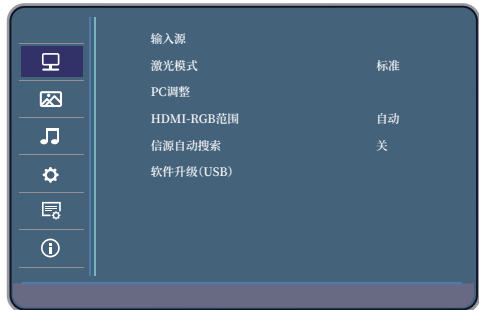 输入源
激光模式 标准
PC调整
HDMI-RGB范围 自动
信源自动搜索 关
软件升级(USB)